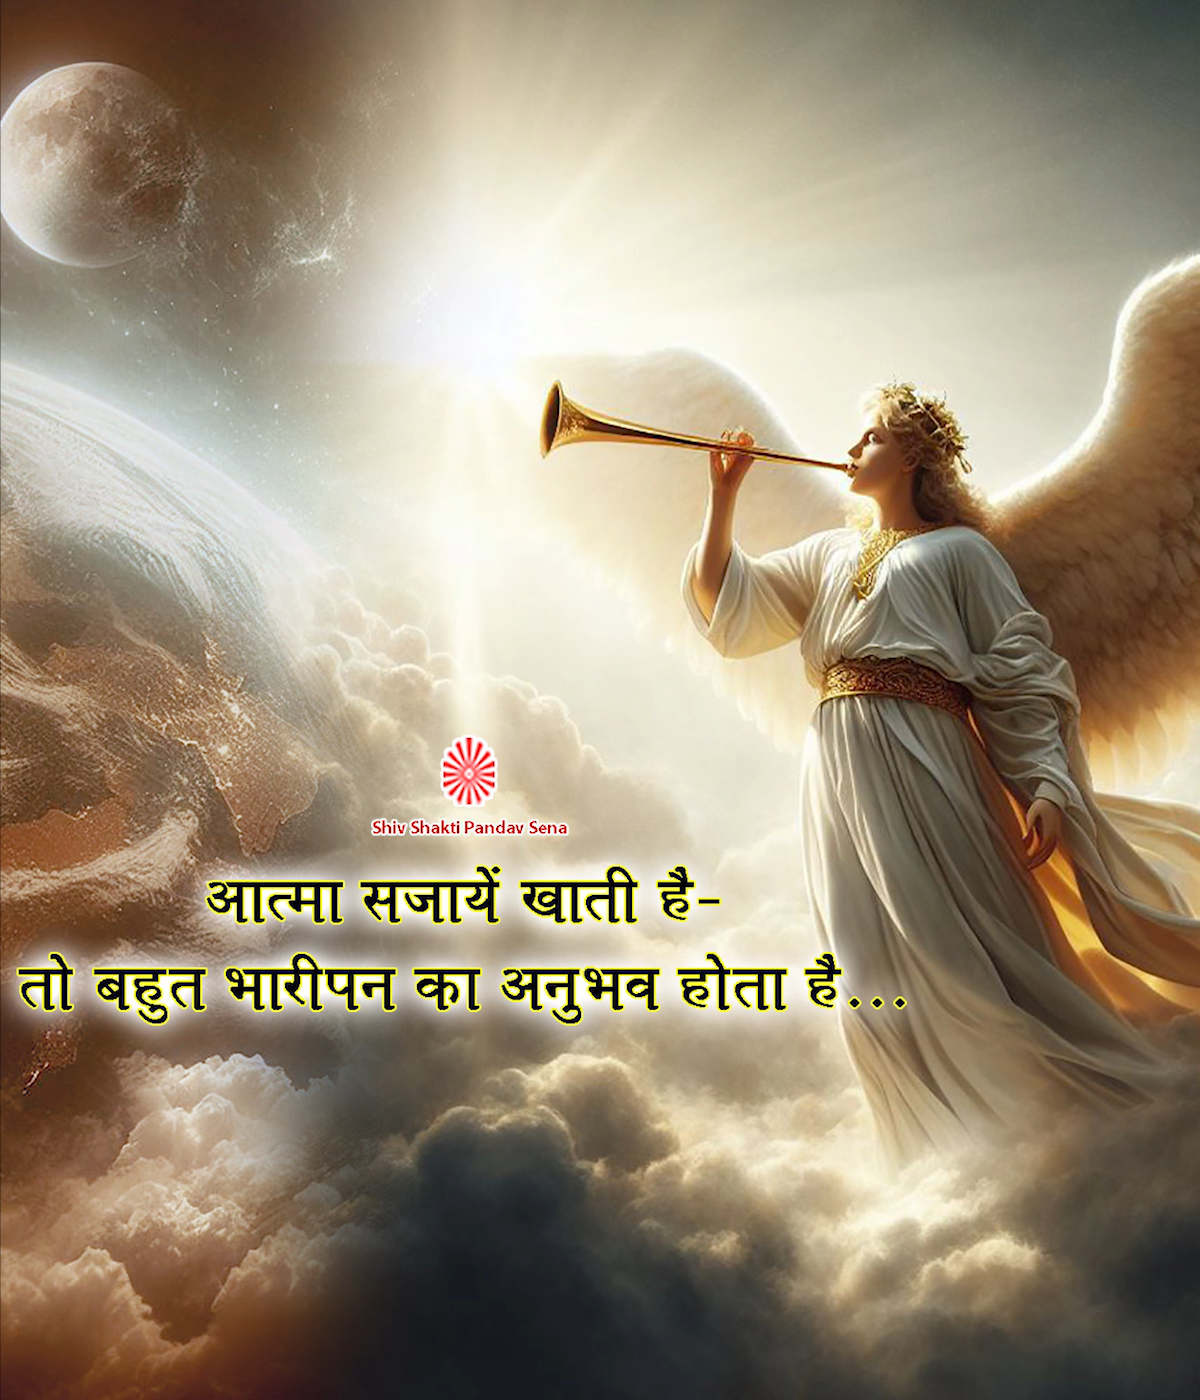 Shiv Shakti Pandav Sena
आत्मा सजायें खाती है-
तो बहुत भारीपन का अनुभव होता है...